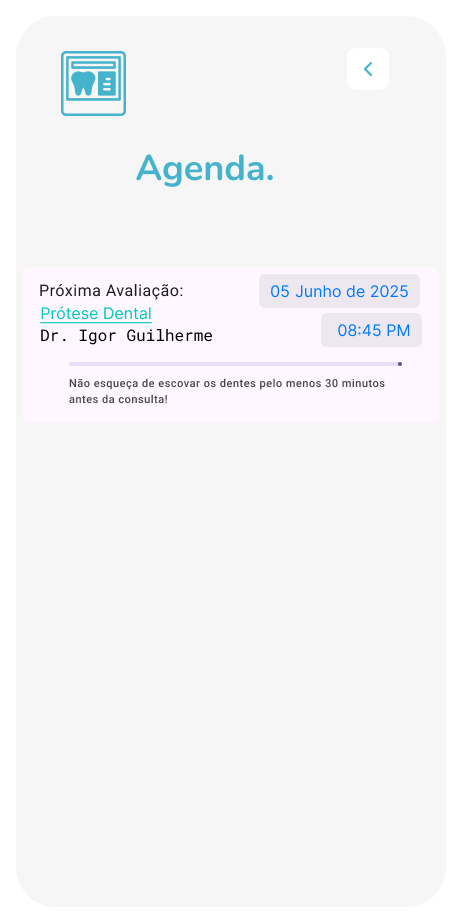 Agenda.
Próxima Avaliação:
05 Junho de 2025
Prótese Dental
08:45 PM
Dr. Igor Guilherme
Não esqueça de escovar os dentes pelo menos 30 minutos
antes da consulta!